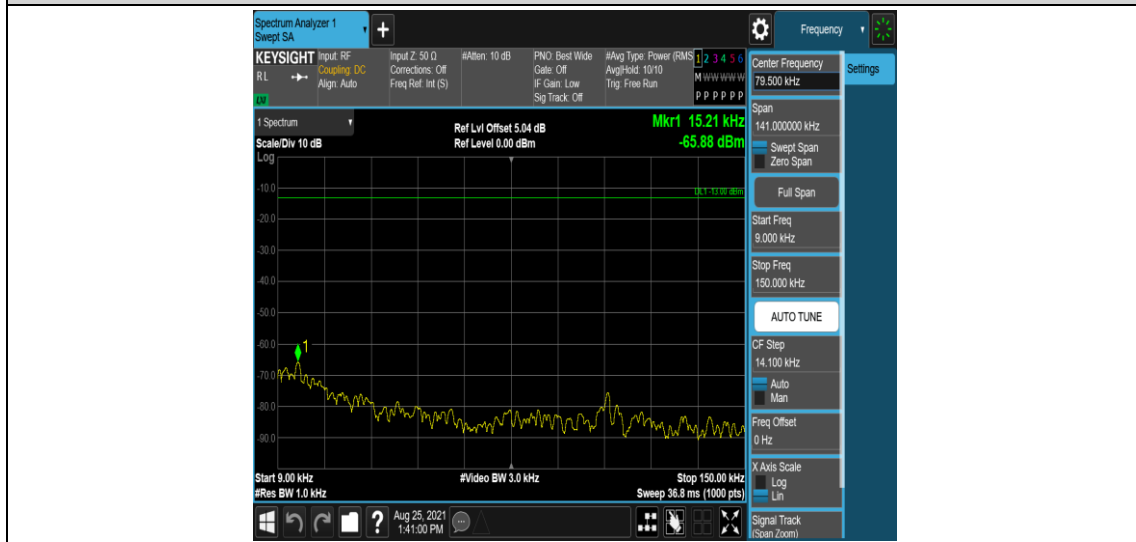 Spectrum Analyzer 1
Swept SA
Frequency
KEYSIGHT
RL
LXI
Input: RF
Coupling: DC
Align: Auto
Input Z: 50 Ω
Corrections: Off
Freq Ref: Int (S)
#Atten: 10 dB
PNO: Best Wide
Gate: Off
IF Gain: Low
Sig Track: Off
#Avg Type: Power (RMS
Avg|Hold: 10/10
Trig: Free Run
1 2 3 4 5 6
M W W W W W
P P P P P P
Center Frequency
79.500 kHz
Settings
1 Spectrum
Scale/Div 10 dB
Ref Lvl Offset 5.04 dB
Ref Level 0.00 dBm
Mkr1 15.21 kHz
-65.88 dBm
Span
141.000000 kHz
Swept Span
Zero Span
Full Span
Start Freq
9.000 kHz
Stop Freq
150.000 kHz
AUTO TUNE
CF Step
14.100 kHz
Auto
Man
Freq Offset
0 Hz
X Axis Scale
Log
Lin
Signal Track
(Span Zoom)
Log
-10.0
DL1 -13.00 dBm
-20.0
-30.0
-40.0
-50.0
-60.0
1
-70.0
-80.0
-90.0
Start 9.00 kHz
#Video BW 3.0 kHz
Stop 150.00 kHz
#Res BW 1.0 kHz
Sweep 36.8 ms (1000 pts)
?
Aug 25, 2021
1:41:00 PM